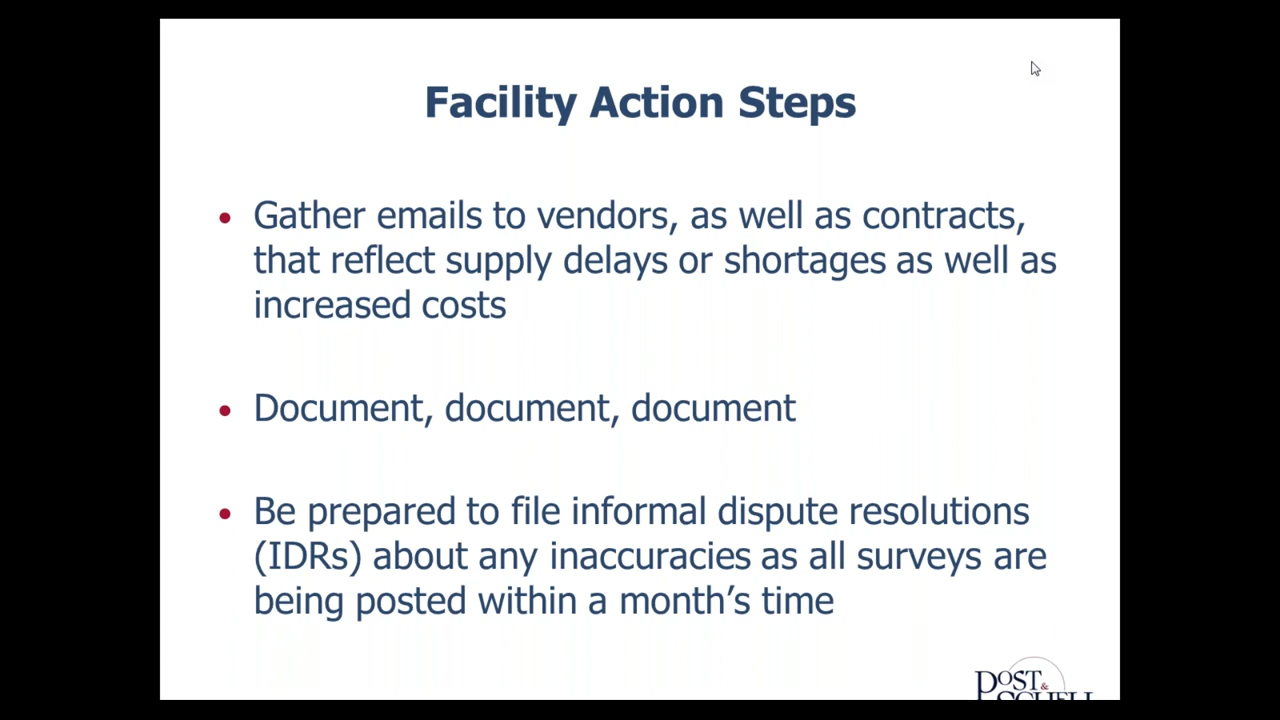 Facility Action Steps
• Gather emails to vendors, as well as contracts,
that reflect supply delays or shortages as well as
increased costs
• Document, document, document
• Be prepared to file informal dispute resolutions
(IDRs) about any inaccuracies as all surveys are
being posted within a month’s time
POST &
SCHELL